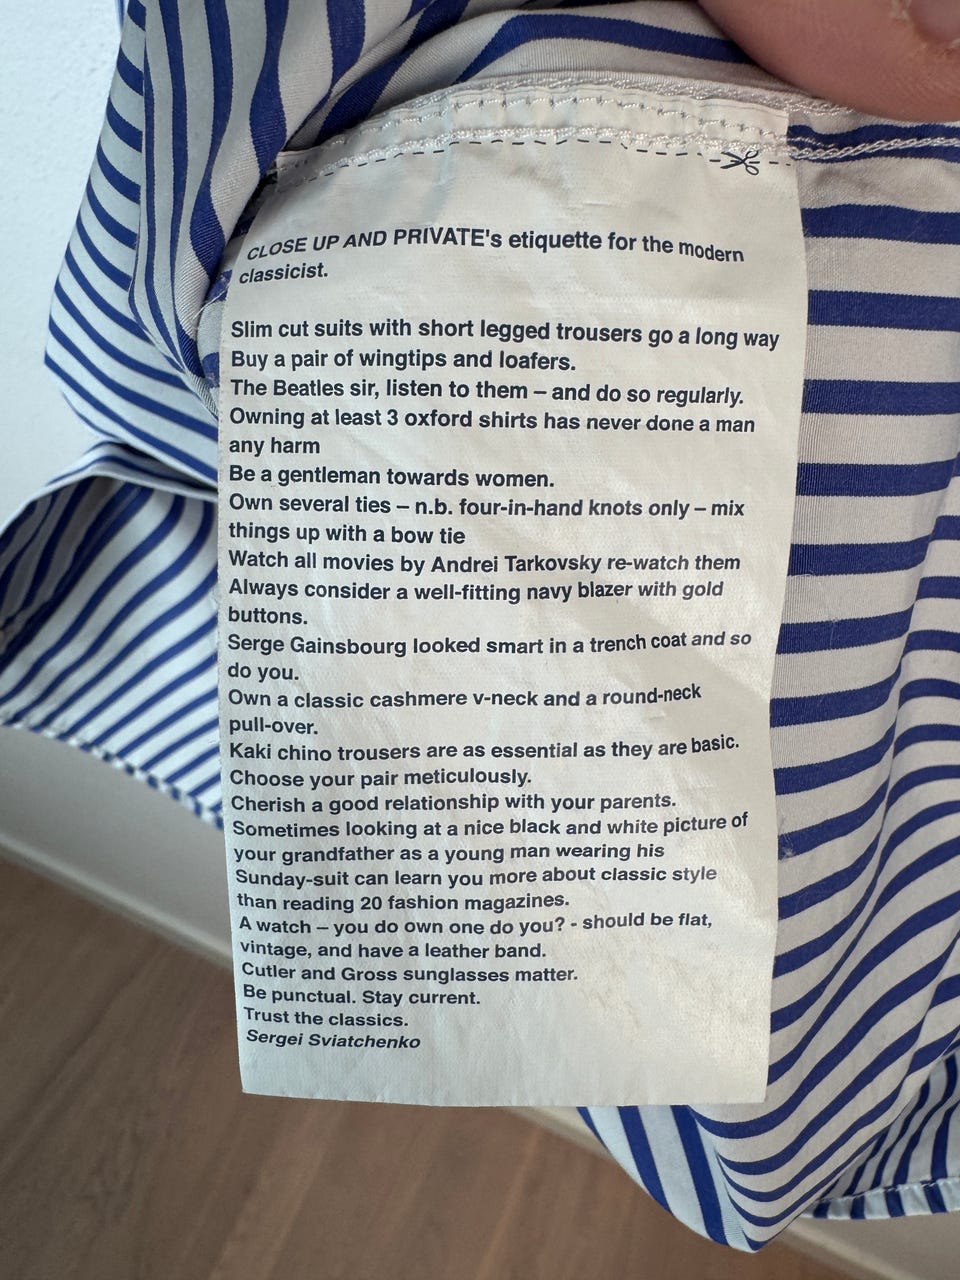 CLOSE UP AND PRIVATE's etiquette for the modern
classicist.
Slim cut suits with short legged trousers go a long way
Buy a pair of wingtips and loafers.
The Beatles sir, listen to them – and do so regularly.
Owning at least 3 oxford shirts has never done a man
any harm
Be a gentleman towards women.
Own several ties – n.b. four-in-hand knots only – mix
things up with a bow tie
Watch all movies by Andrei Tarkovsky re-watch them
Always consider a well-fitting navy blazer with gold
buttons.
Serge Gainsbourg looked smart in a trench coat and so
do you.
Own a classic cashmere v-neck and a round-neck
pull-over.
Kaki chino trousers are as essential as they are basic.
Choose your pair meticulously.
Cherish a good relationship with your parents.
Sometimes looking at a nice black and white picture of
your grandfather as a young man wearing his
Sunday-suit can learn you more about classic style
than reading 20 fashion magazines.
A watch – you do own one do you? - should be flat,
vintage, and have a leather band.
Cutler and Gross sunglasses matter.
Be punctual. Stay current.
Trust the classics.
Sergei Sviatchenko